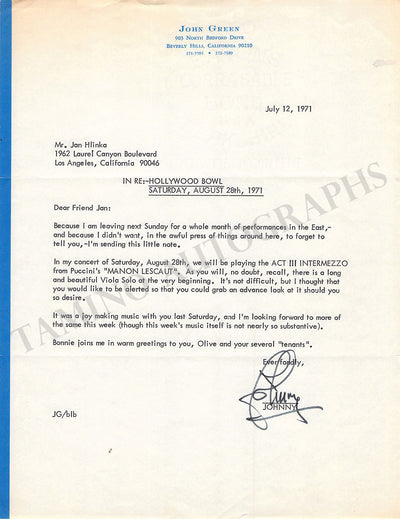 JOHN GREEN
903 NORTH BEDFORD DRIVE
BEVERLY HILLS, CALIFORNIA 90210
July 12, 1971
Mr. Jan Hlinka
1962 Laurel Canyon Boulevard
Los Angeles, California 90046
IN RE:-HOLLYWOOD BOWL
SATURDAY, AUGUST 28th, 1971
Dear Friend Jan:
Because I am leaving next Sunday for a whole month of performances in the East,-
and because I didn't want, in the awful press of things around here, to forget to
tell you,-I'm sending this little note.
In my concert of Saturday, August 28th, we will be playing the ACT III INTERMEZZO
from Puccini's "MANON LESCAUT". As you will, no doubt, recall, there is a long
and beautiful Viola Solo at the very beginning. It's not difficult, but I thought that
you would like to be alerted so that you could grab an advance look at it should you
so desire.
It was a joy making music with you last Saturday, and I'm looking forward to more of
the same this week (though this week's music itself is not nearly so substantive).
Bonnie joins me in warm greetings to you, Olive and your several "tenants".
Ever fondly,
Johnny
JOHNNY
JG/blb
TAMINO AUTOGRAPHS